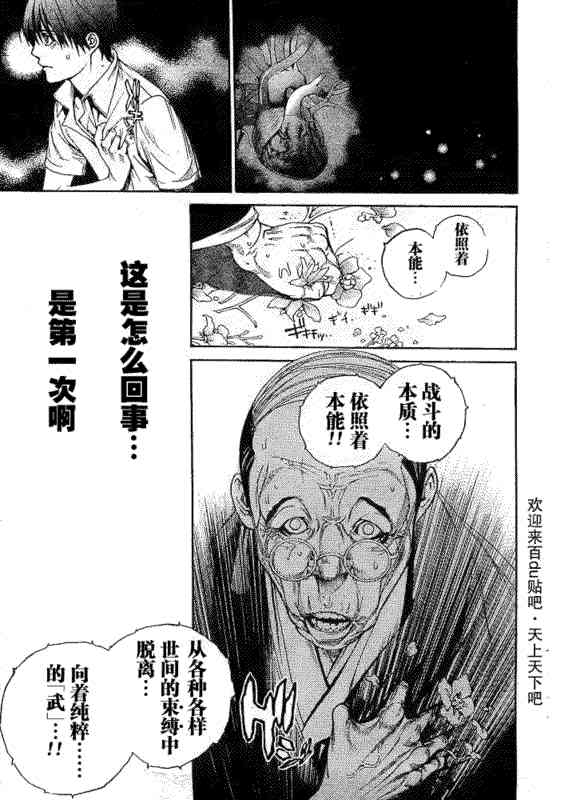 依照着
本能…
这是怎么回事…
是第一次啊
战斗的
本质…
依照着
本能!!
从各种各样
世间的束缚中
脱离…
向着纯粹……
的「武」…!!
欢迎来百du贴吧·天上天下吧